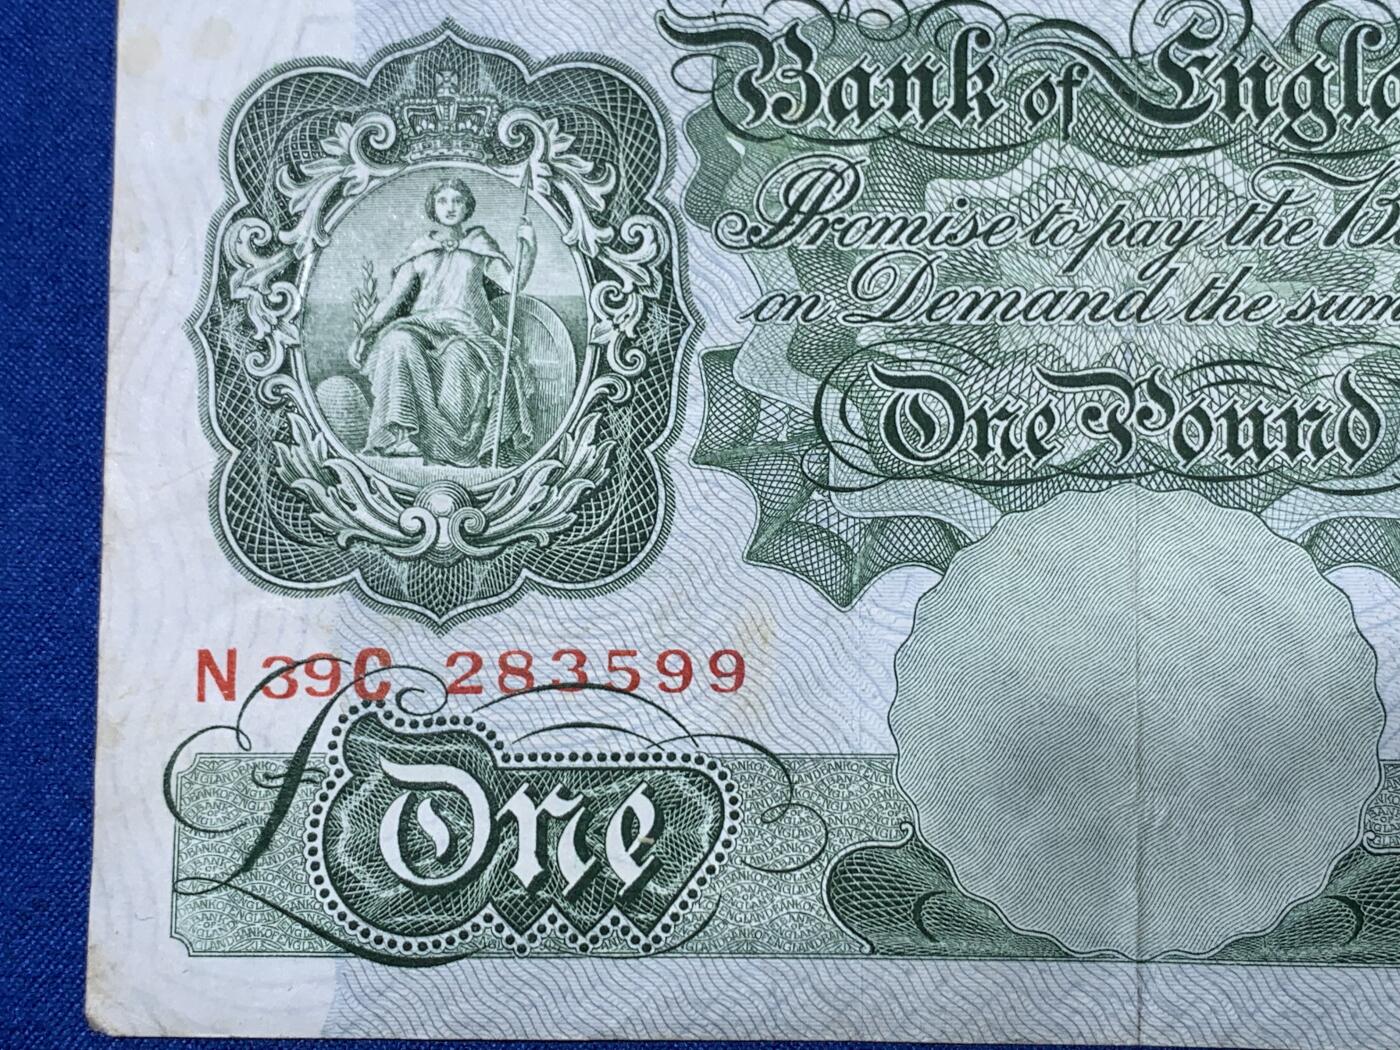 Bank of Engla
Promise to pay the B
on Demand the sum
One Pound
N39C 283599
£ One